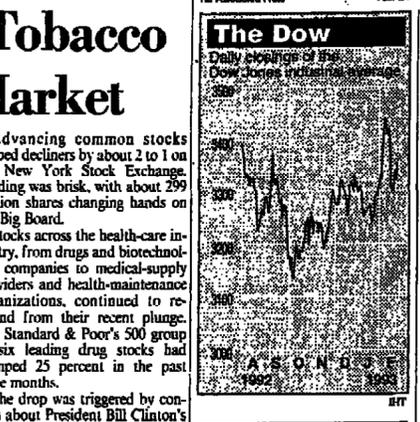 Tobacco
Market
Advancing common stocks
ped decliners by about 2 to 1 on
New York Stock Exchange.
ding was brisk, with about 299
ion shares changing hands on
Big Board.
tocks across the health-care in-
try, from drugs and biotechnol-
companies to medical-supply
viders and health-maintenance
anizations, continued to re-
nd from their recent plunge.
Standard & Poor's 500 group
six leading drug stocks had
mped 25 percent in the past
e months.
he drop was triggered by con-
s about President Bill Clinton's
The Dow
Daily closings of the
Dow Jones industrial average
3500
3400
3300
3200
3100
3000
A S O N D J F
1992 1993
IHT